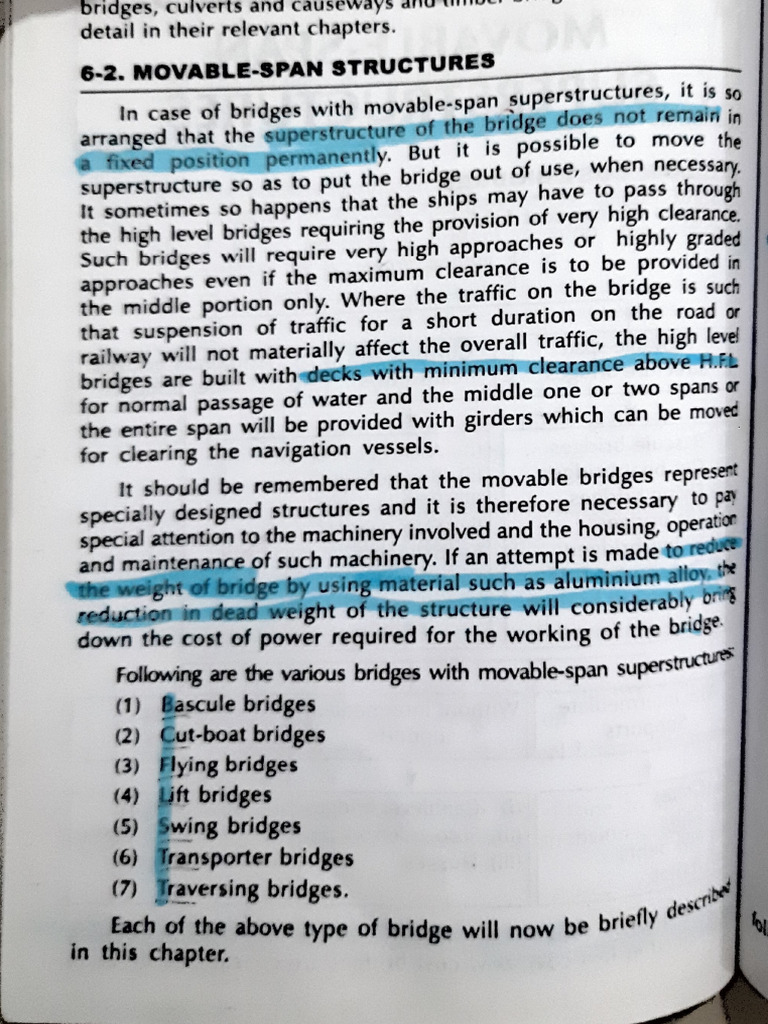 bridges, culverts and causeways and timber
detail in their relevant chapters.
6-2. MOVABLE-SPAN STRUCTURES
In case of bridges with movable-span superstructures, it is so
arranged that the superstructure of the bridge does not remain in
a fixed position permanently. But it is possible to move the
superstructure so as to put the bridge out of use, when necessary.
It sometimes so happens that the ships may have to pass through
the high level bridges requiring the provision of very high clearance.
Such bridges will require very high approaches or highly graded
approaches even if the maximum clearance is to be provided in
the middle portion only. Where the traffic on the bridge is such
that suspension of traffic for a short duration on the road or
railway will not materially affect the overall traffic, the high level
bridges are built with decks with minimum clearance above H.F.L
for normal passage of water and the middle one or two spans or
the entire span will be provided with girders which can be moved
for clearing the navigation vessels.
It should be remembered that the movable bridges represent
specially designed structures and it is therefore necessary to pay
special attention to the machinery involved and the housing, operation
and maintenance of such machinery. If an attempt is made to reduce
the weight of bridge by using material such as aluminium alloy, the
reduction in dead weight of the structure will considerably bring
down the cost of power required for the working of the bridge.
Following are the various bridges with movable-span superstructures:
(1) Bascule bridges
(2) Cut-boat bridges
(3) Flying bridges
(4) Lift bridges
(5) Swing bridges
(6) Transporter bridges
(7) Traversing bridges.
Each of the above type of bridge will now be briefly described
in this chapter.